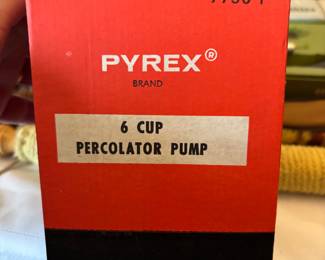 PYREX®
BRAND
6 CUP
PERCOLATOR PUMP